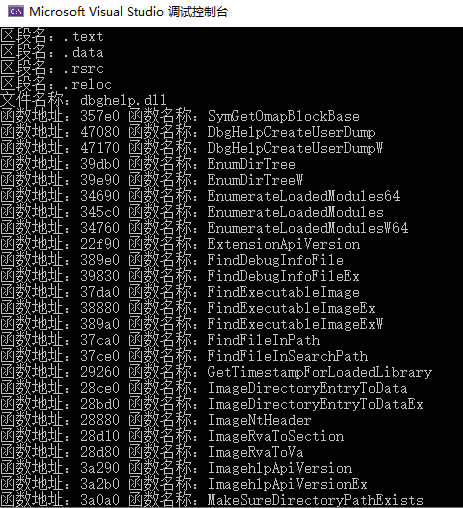 Microsoft Visual Studio 调试控制台
区段名：.text
区段名：.data
区段名：.rsrc
区段名：.reloc
文件名称：dbghelp.dll
函数地址：357e0 函数名称：SymGetOmapBlockBase
函数地址：47080 函数名称：DbgHelpCreateUserDump
函数地址：47170 函数名称：DbgHelpCreateUserDumpW
函数地址：39db0 函数名称：EnumDirTree
函数地址：39e90 函数名称：EnumDirTreeW
函数地址：34690 函数名称：EnumerateLoadedModules64
函数地址：345c0 函数名称：EnumerateLoadedModules
函数地址：34760 函数名称：EnumerateLoadedModulesW64
函数地址：22f90 函数名称：ExtensionApiVersion
函数地址：389e0 函数名称：FindDebugInfoFile
函数地址：39830 函数名称：FindDebugInfoFileEx
函数地址：37da0 函数名称：FindExecutableImage
函数地址：38880 函数名称：FindExecutableImageEx
函数地址：389a0 函数名称：FindExecutableImageExW
函数地址：37ca0 函数名称：FindFileInPath
函数地址：37ce0 函数名称：FindFileInSearchPath
函数地址：29260 函数名称：GetTimestampForLoadedLibrary
函数地址：28ce0 函数名称：ImageDirectoryEntryToData
函数地址：28bd0 函数名称：ImageDirectoryEntryToDataEx
函数地址：28880 函数名称：ImageNtHeader
函数地址：28d10 函数名称：ImageRvaToSection
函数地址：28d80 函数名称：ImageRvaToVa
函数地址：3a290 函数名称：ImagehlpApiVersion
函数地址：3a2b0 函数名称：ImagehlpApiVersionEx
函数地址：3a0a0 函数名称：MakeSureDirectoryPathExists